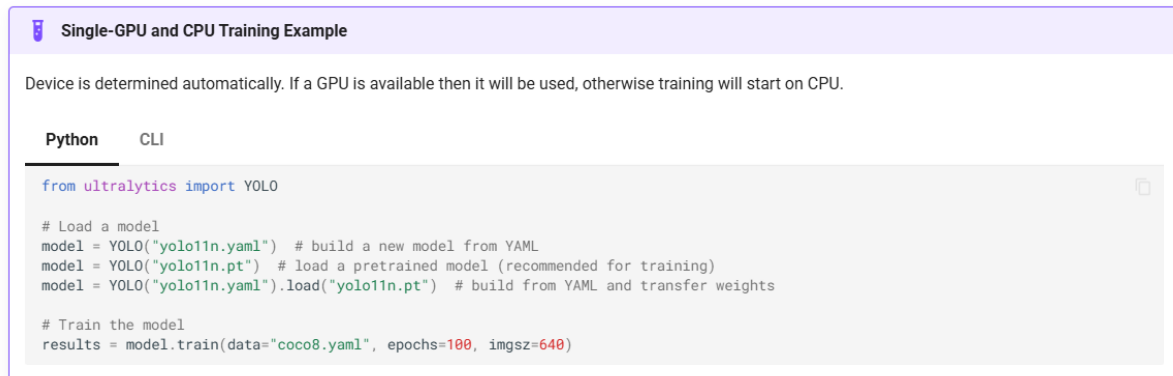 Single-GPU and CPU Training Example
Device is determined automatically. If a GPU is available then it will be used, otherwise training will start on CPU.
Python CLI
from ultralytics import YOLO
# Load a model
model = YOLO("yolo11n.yaml")  # build a new model from YAML
model = YOLO("yolo11n.pt")  # load a pretrained model (recommended for training)
model = YOLO("yolo11n.yaml").load("yolo11n.pt")  # build from YAML and transfer weights
# Train the model
results = model.train(data="coco8.yaml", epochs=100, imgsz=640)